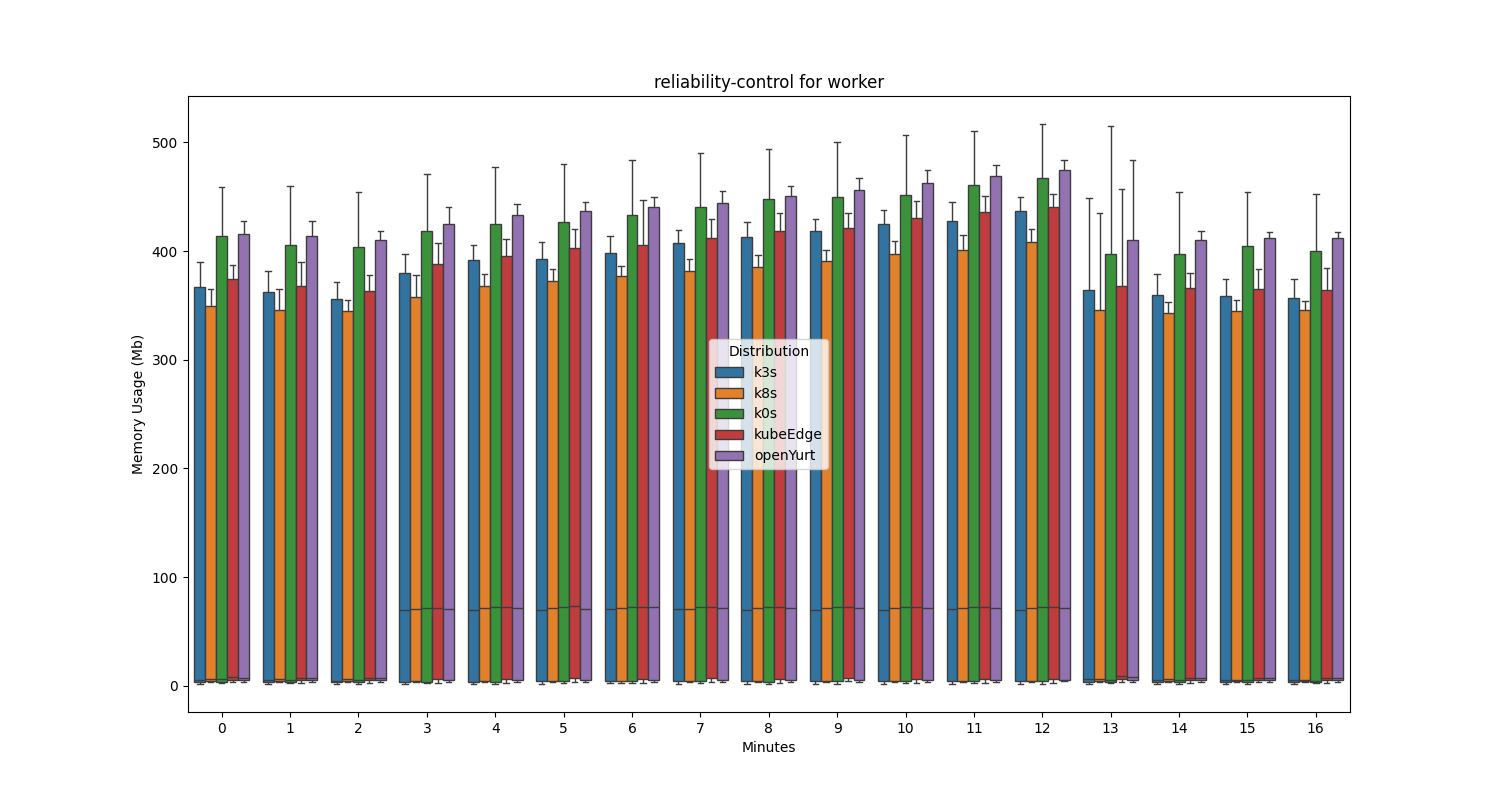 reliability-control for worker
Memory Usage (Mb)
500
400
300
200
100
0
Distribution
k3s
k8s
k0s
kubeEdge
openYurt
0 1 2 3 4 5 6 7 8 9 10 11 12 13 14 15 16
Minutes